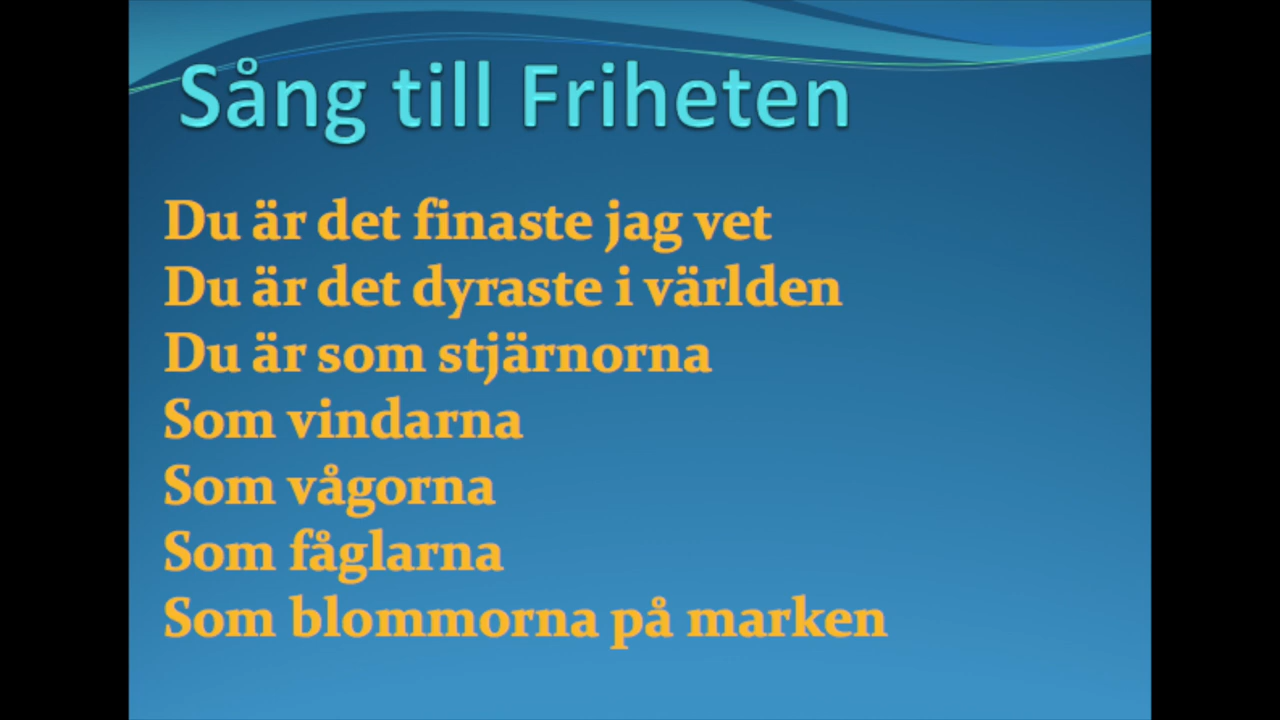 Sång till Friheten
Du är det finaste jag vet
Du är det dyraste i världen
Du är som stjärnorna
Som vindarna
Som vågorna
Som fåglarna
Som blommorna på marken